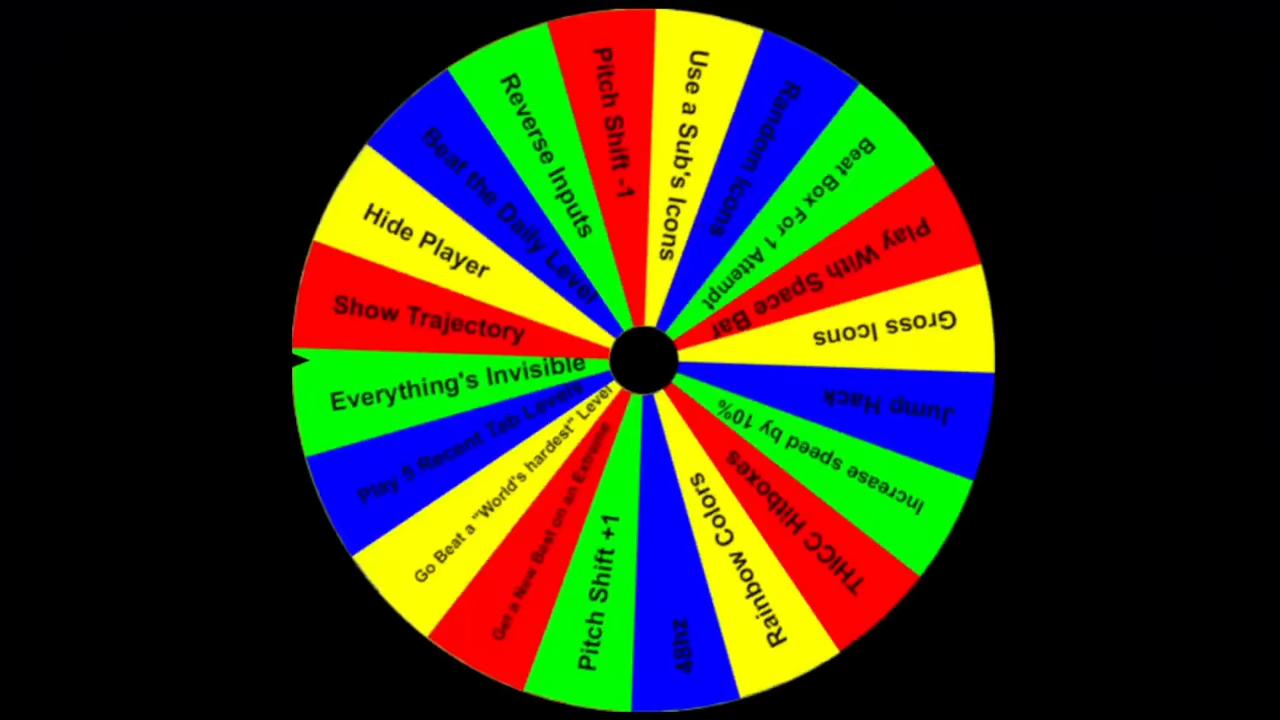 Pitch Shift -1
Use a Sub's Icons
Random Icons
Beat Box For 1 Attempt
Play With Space Bar
Gross Icons
Jump Hack
Increase speed by 10%
THICC Hitboxes
Rainbow Colors
48hz
Pitch Shift +1
Get a New Best on an Extreme
Go Beat a "World's hardest" Level
Play 5 Recent Tab Levels
Everything's Invisible
Show Trajectory
Hide Player
Beat the Daily Level
Reverse Inputs